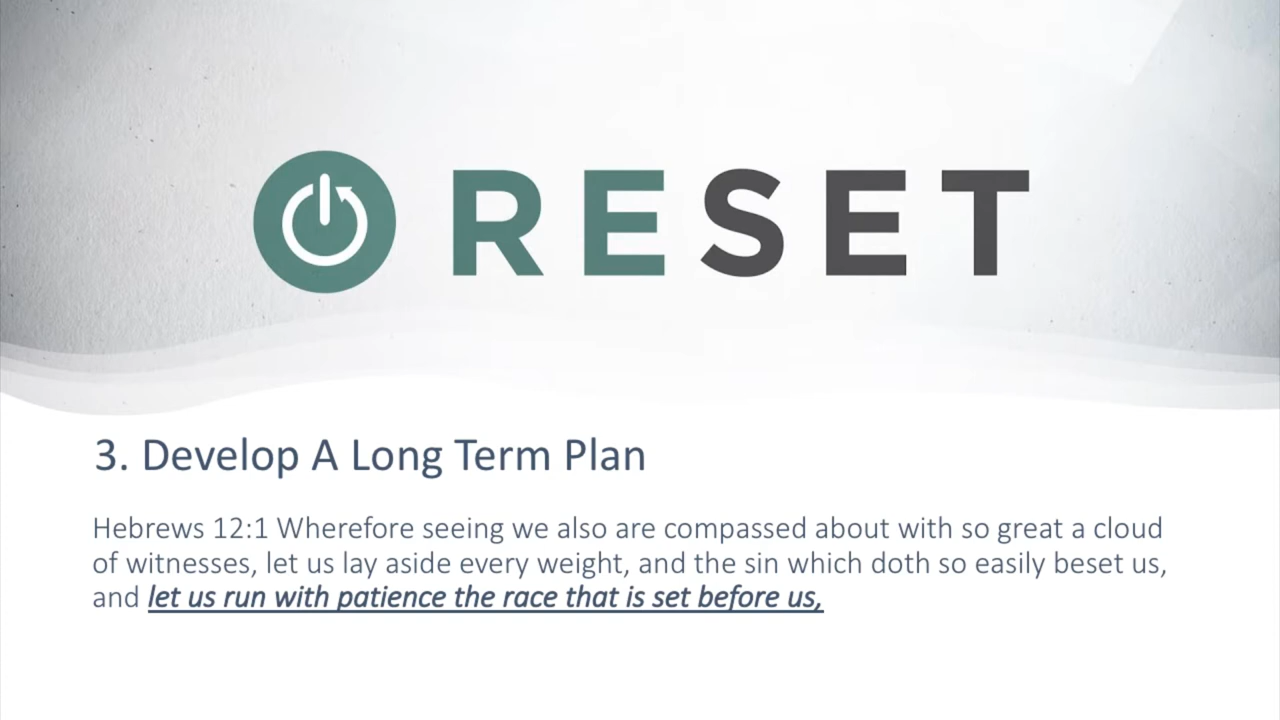 RESET
3. Develop A Long Term Plan
Hebrews 12:1 Wherefore seeing we also are compassed about with so great a cloud
of witnesses, let us lay aside every weight, and the sin which doth so easily beset us,
and let us run with patience the race that is set before us,